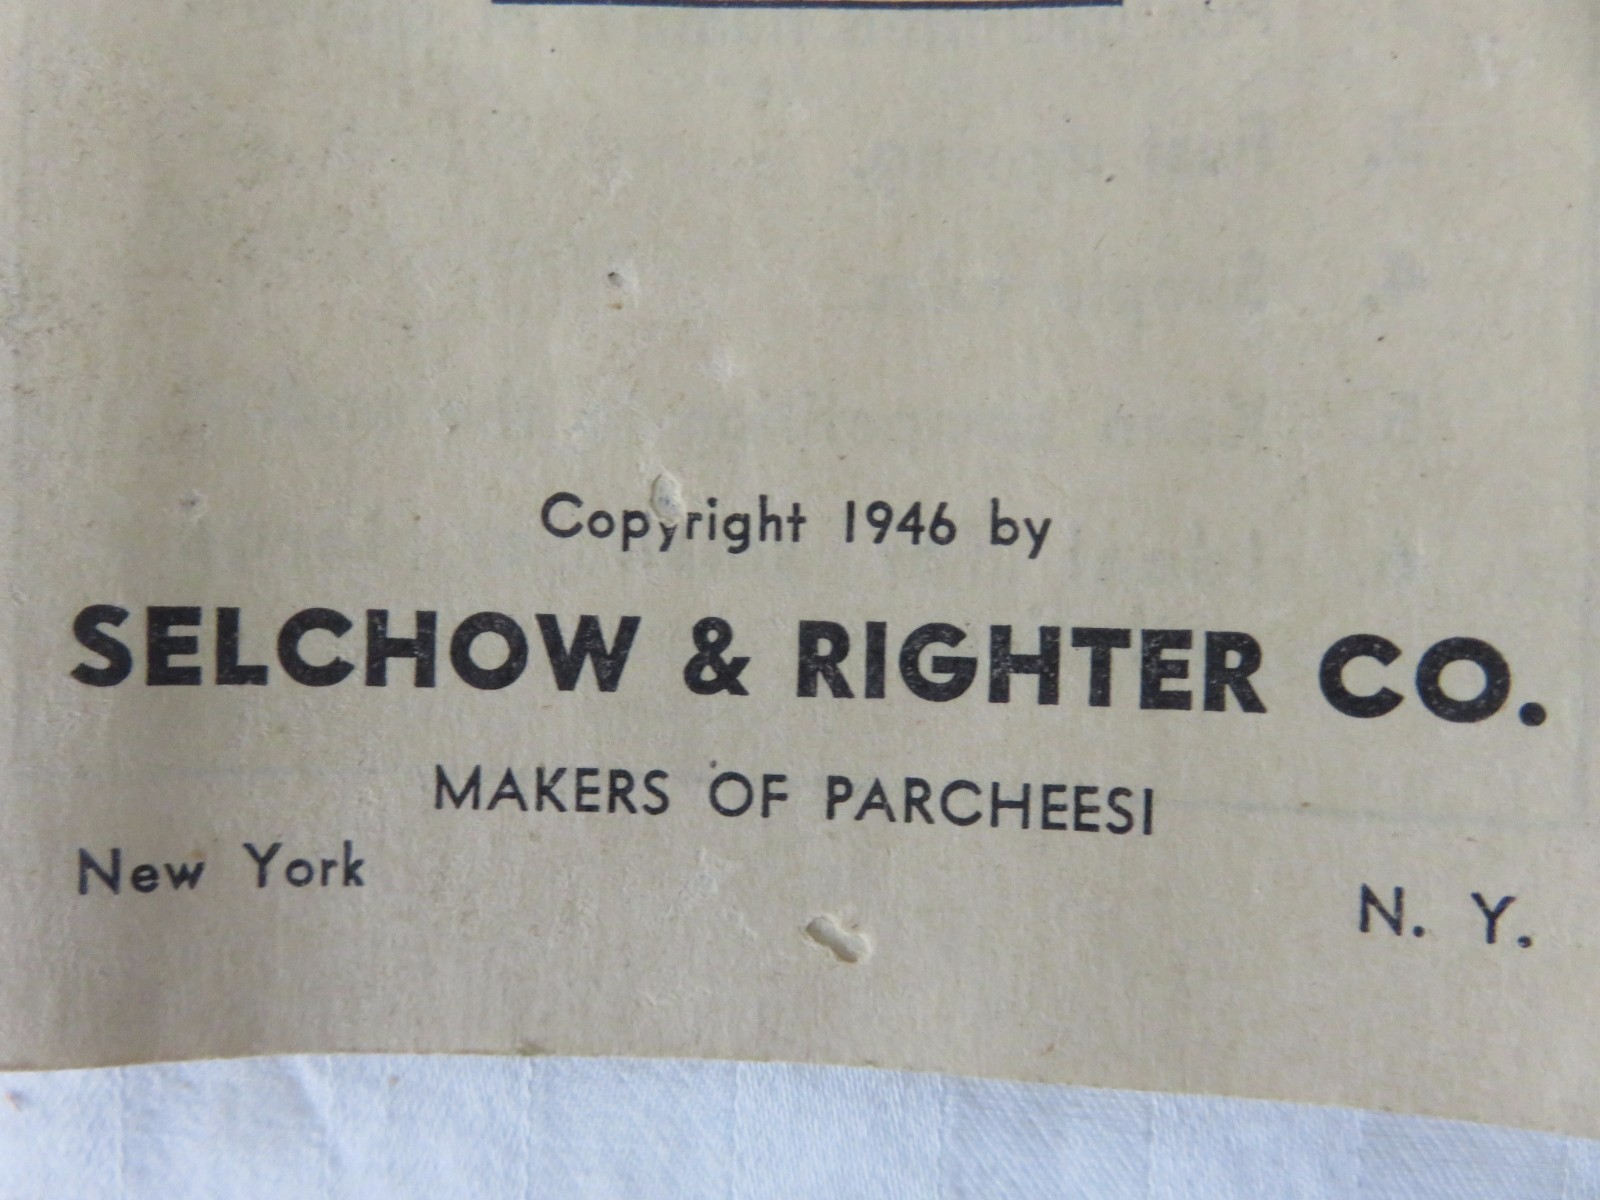 Copyright 1946 by
SELCHOW & RIGHTER CO.
MAKERS OF PARCHEESI
New York N. Y.